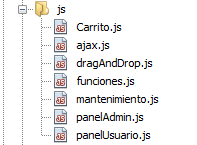 js
Carrito.js
ajax.js
dragAndDrop.js
funciones.js
mantenimiento.js
panelAdmin.js
panelUsuario.js